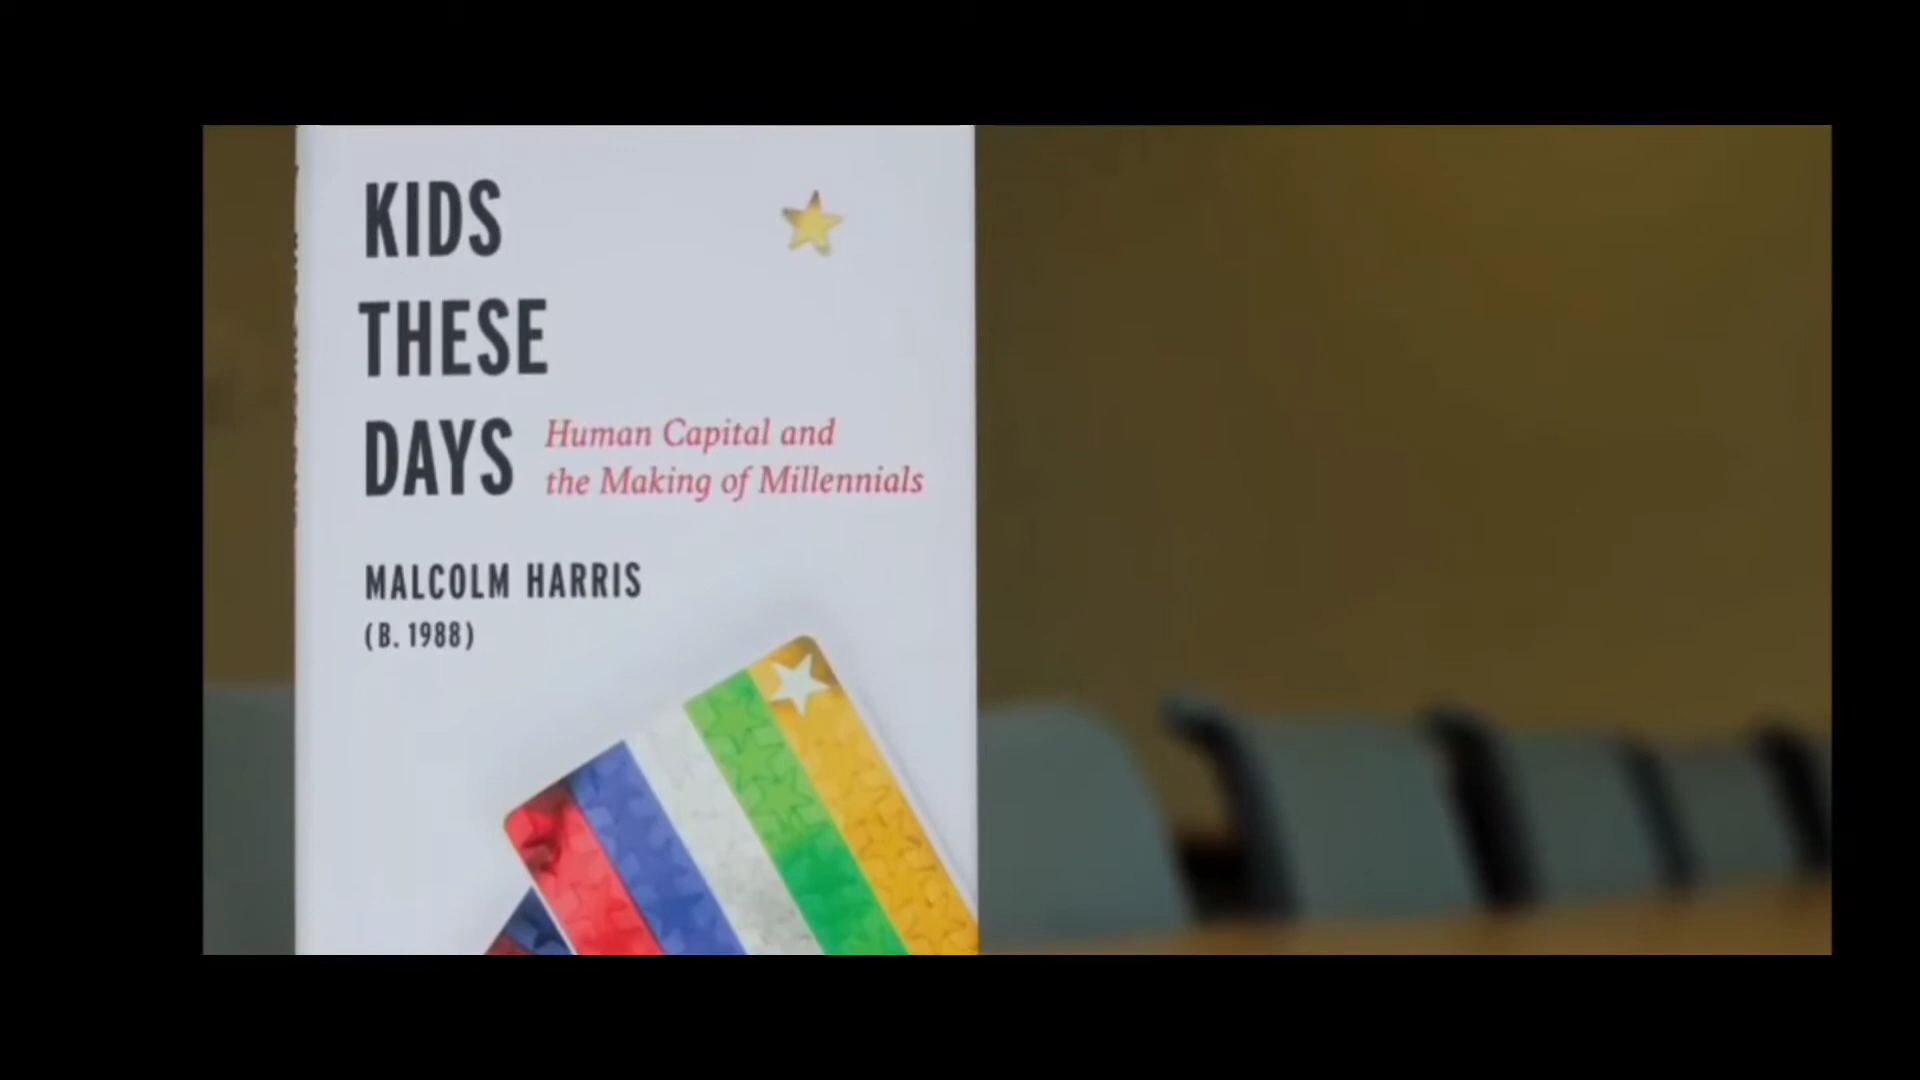 KIDS
THESE
DAYS
Human Capital and
the Making of Millennials
MALCOLM HARRIS
(B. 1988)